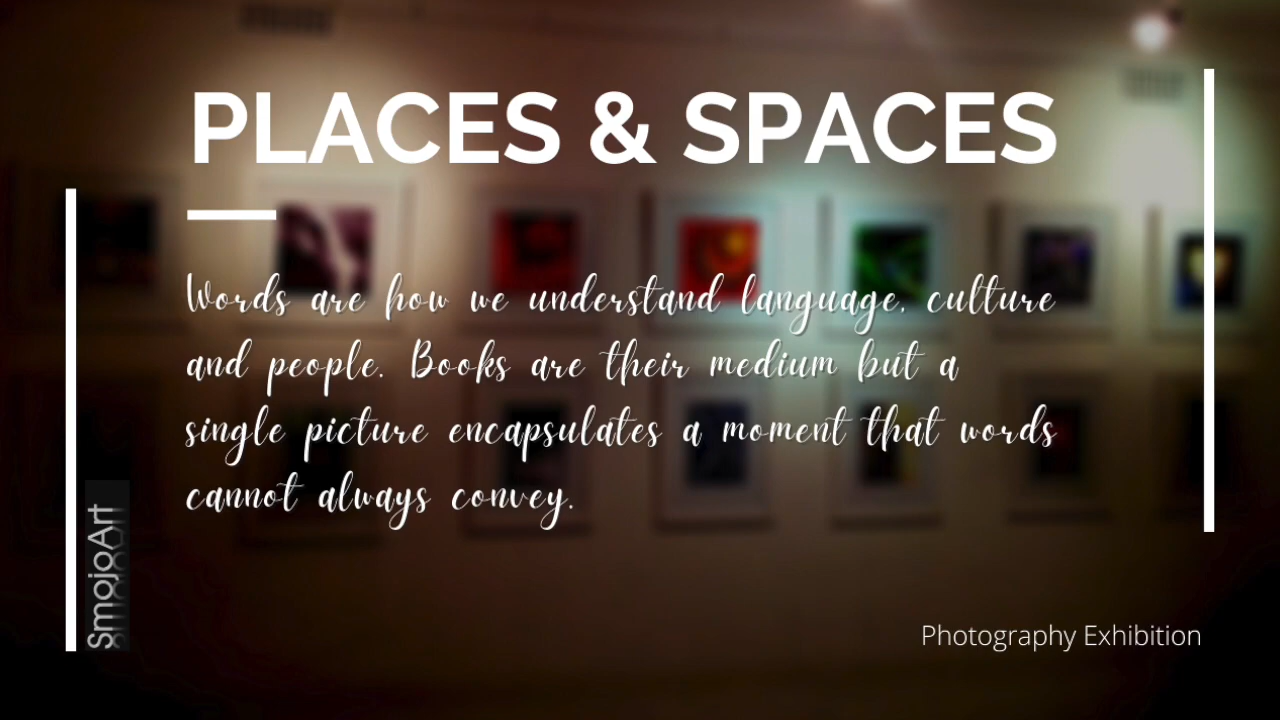 PLACES & SPACES
Words are how we understand language, culture
and people. Books are their medium but a
single picture encapsulates a moment that words
cannot always convey.
SmojoArt
Photography Exhibition